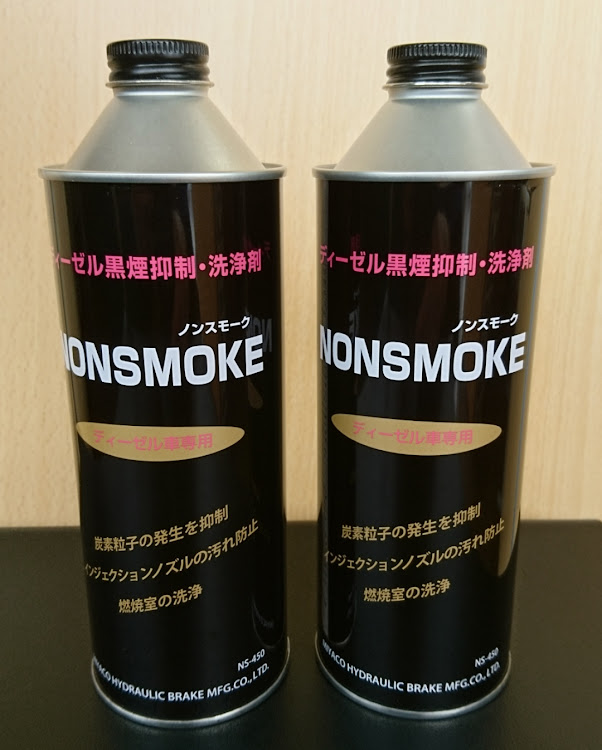 ィーゼル黒煙抑制・洗浄剤
ノンスモーク
NONSMOKE
ディーゼル車専用
炭素粒子の発生を抑制
インジェクションノズルの汚れ防止
燃焼室の洗浄
NS-450
MIYACO HYDRAULIC BRAKE MFG.CO.,LTD.
ディーゼル黒煙抑制・洗浄剤
ノンスモーク
NONSMOKE
ディーゼル車専用
炭素粒子の発生を抑制
インジェクションノズルの汚れ防止
燃焼室の洗浄
NS-450
MIYACO HYDRAULIC BRAKE MFG.CO.,LTD.